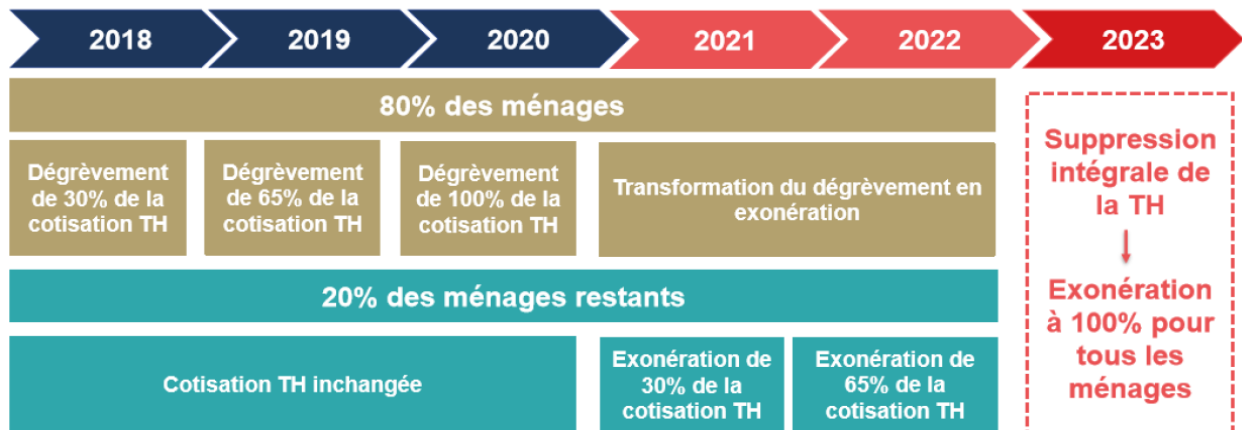 2018 2019 2020 2021 2022 2023
80% des ménages
Dégrèvement
de 30% de la
cotisation TH
Dégrèvement
de 65% de la
cotisation TH
Dégrèvement
de 100% de la
cotisation TH
Transformation du dégrèvement en
exonération
20% des ménages restants
Cotisation TH inchangée
Exonération de
30% de la
cotisation TH
Exonération de
65% de la
cotisation TH
Suppression
intégrale de
la TH
Exonération
à 100% pour
tous les
ménages